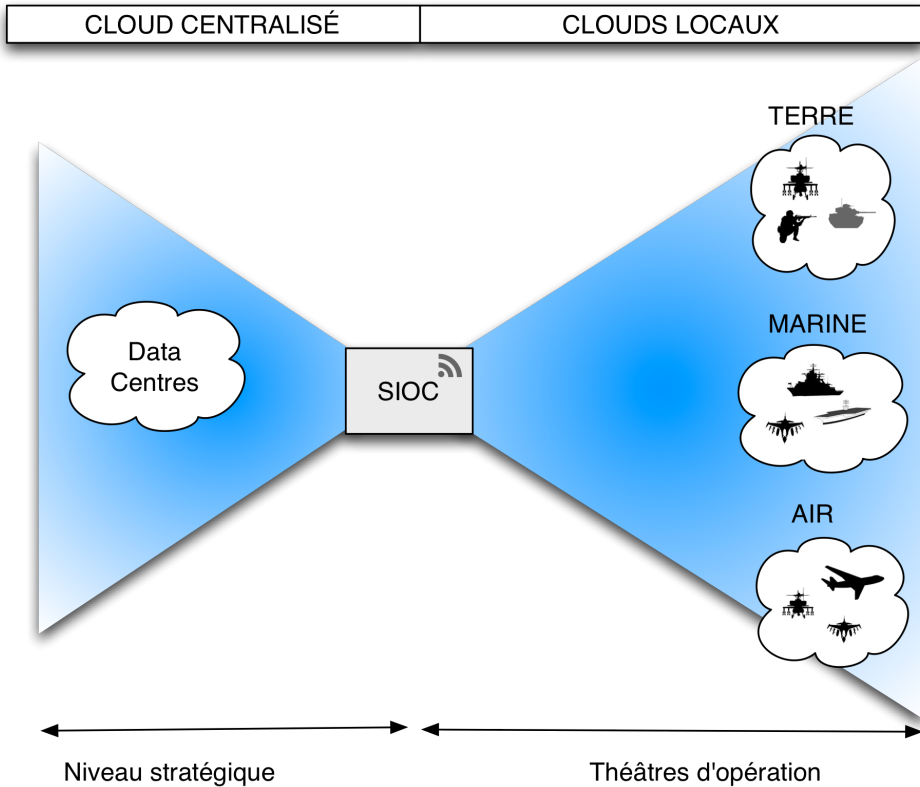 CLOUD CENTRALISÉ
CLOUDS LOCAUX
TERRE
MARINE
Data
Centres
SIOC
AIR
Niveau stratégique
Théâtres d'opération